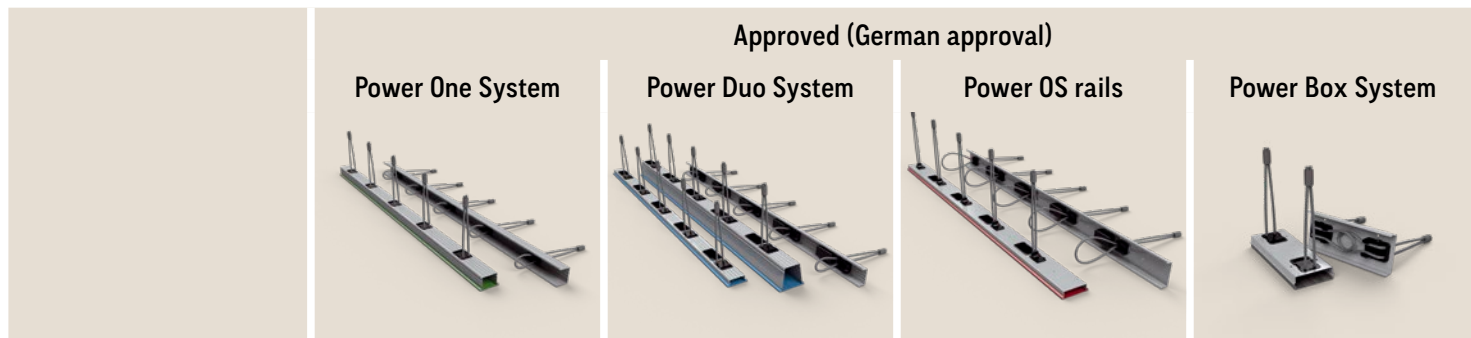 Approved (German approval)
Power One System
Power Duo System
Power OS rails
Power Box System